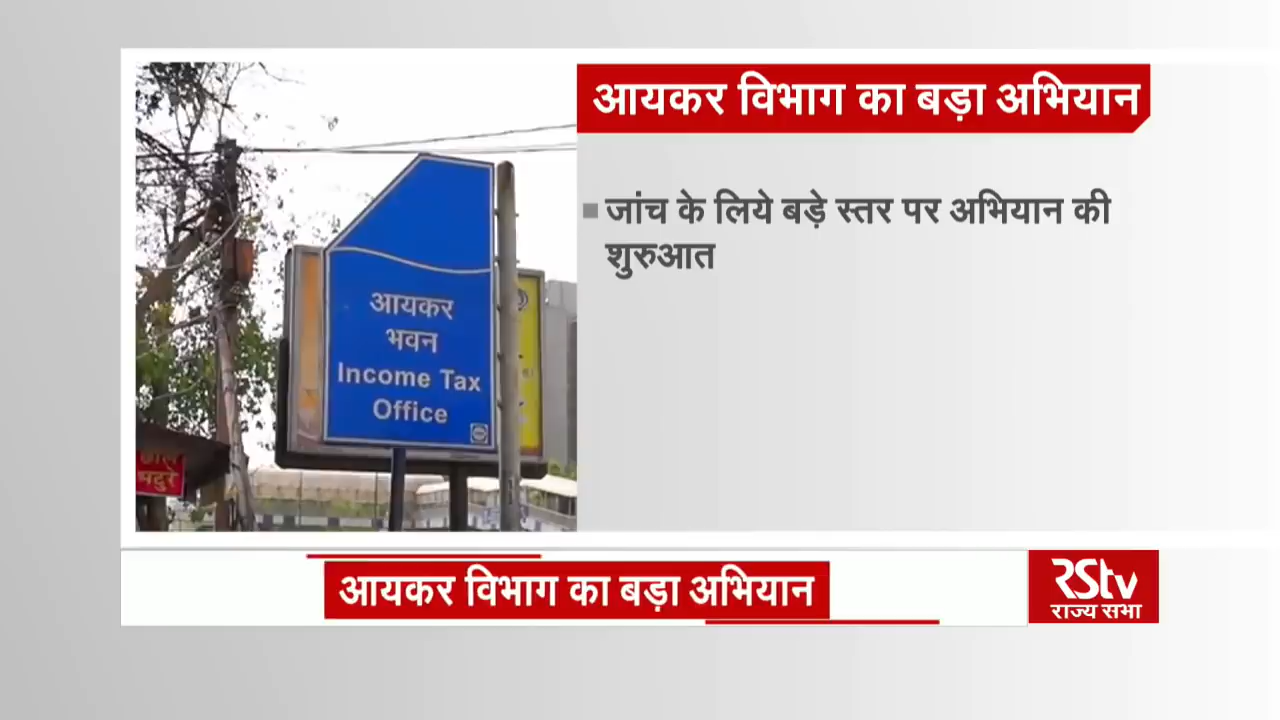 आयकर विभाग का बड़ा अभियान
जांच के लिये बड़े स्तर पर अभियान की
शुरुआत
आयकर
भवन
Income Tax
Office
आयकर विभाग का बड़ा अभियान
RStv
राज्य सभा